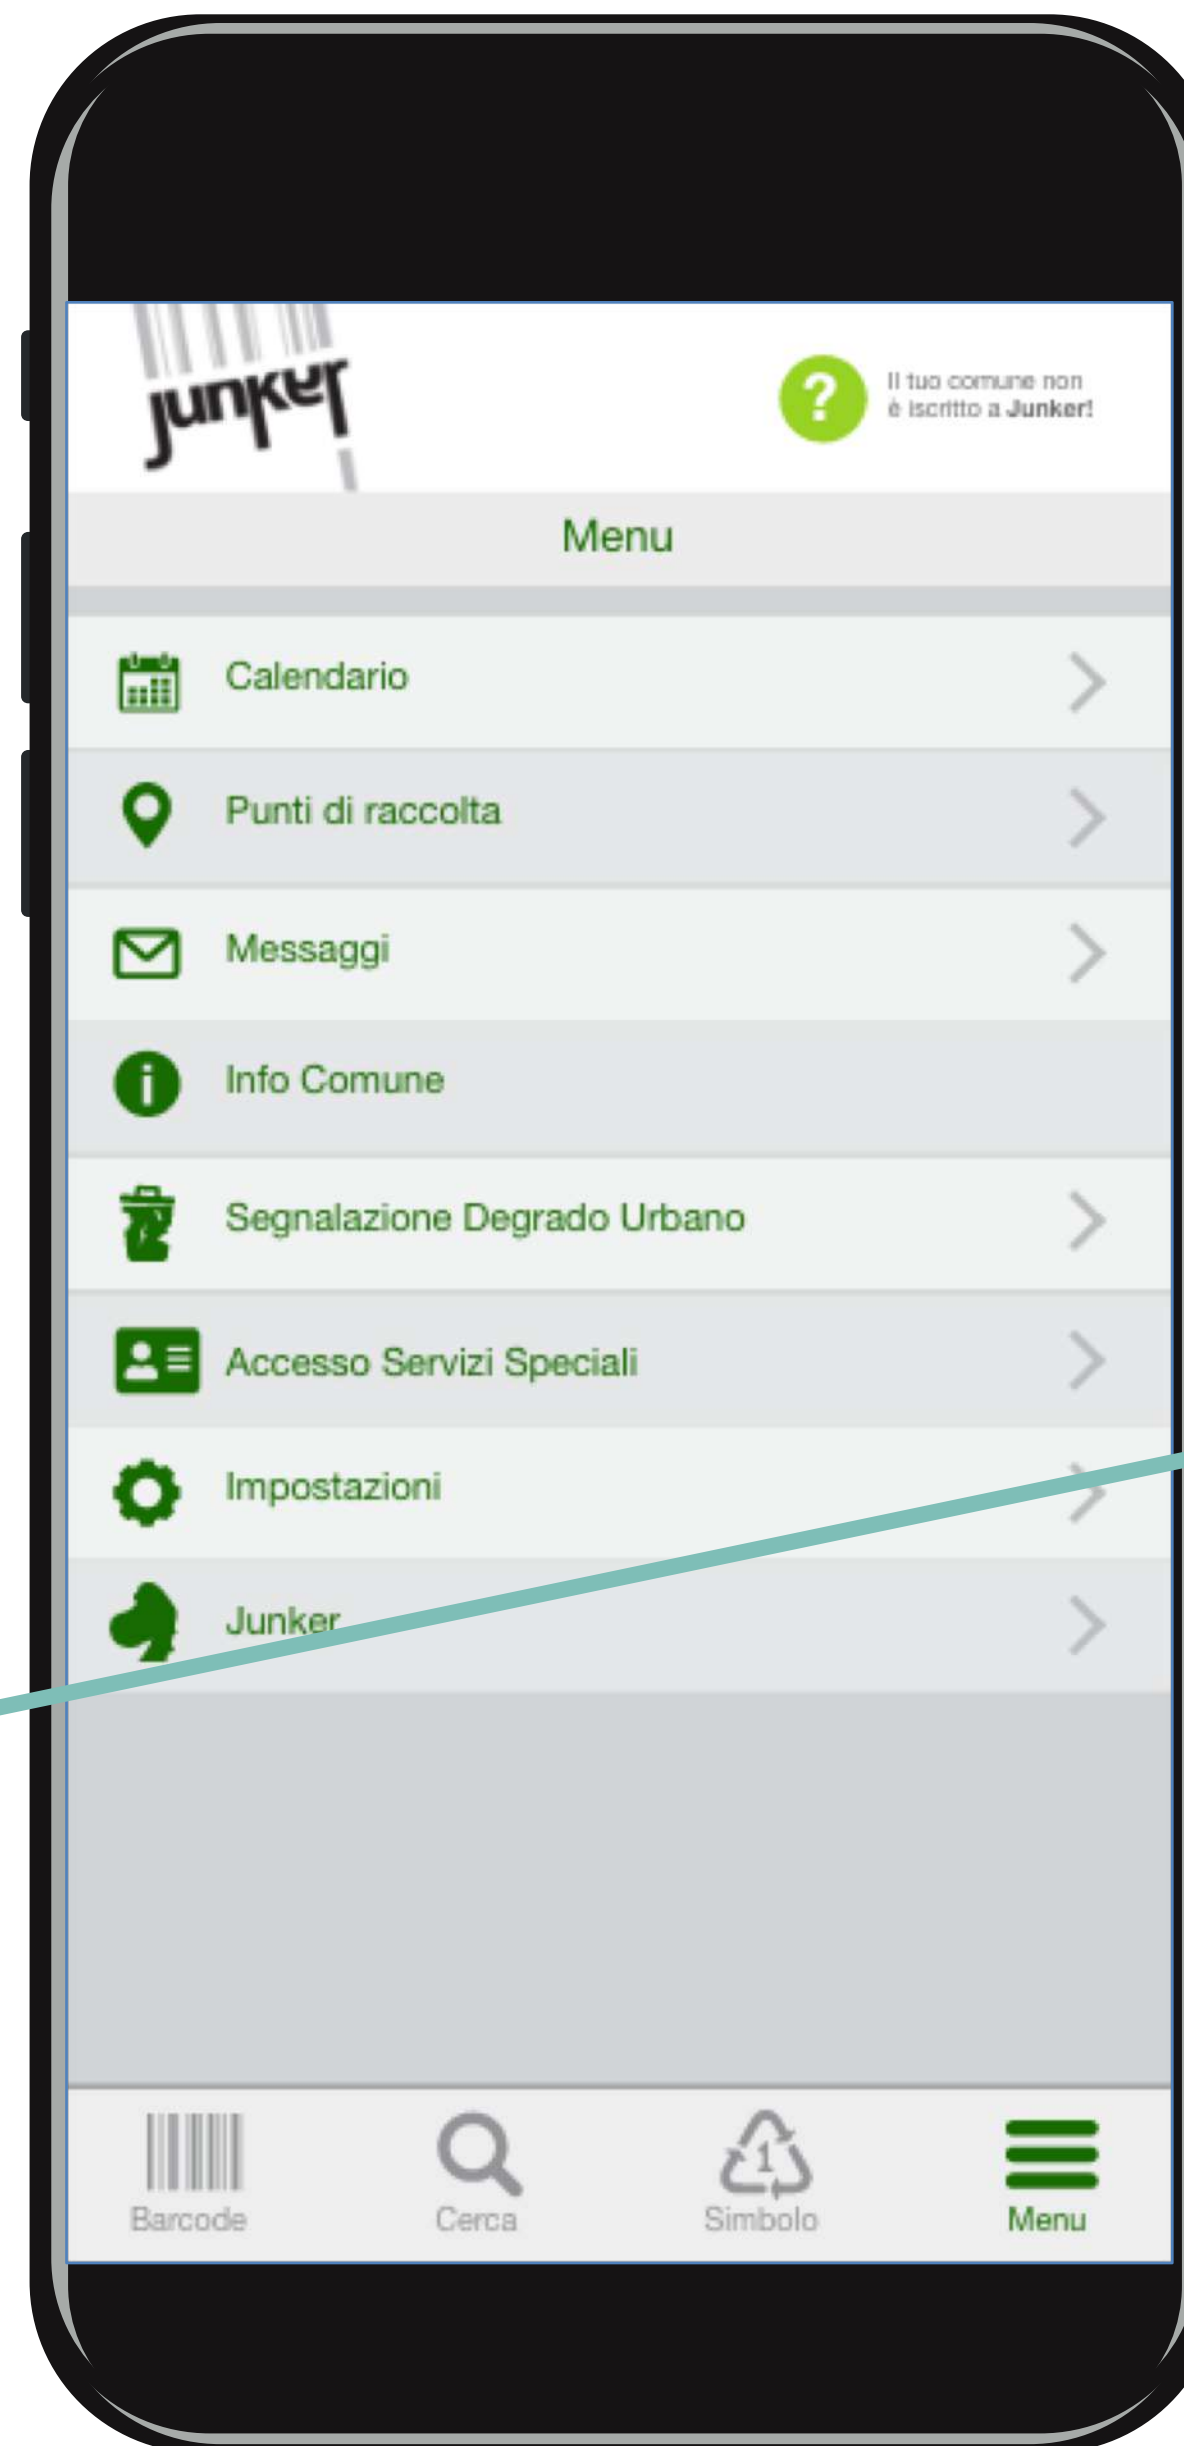 junker
?
Il tuo comune non
è iscritto a Junker!
Menu
Calendario
Punti di raccolta
Messaggi
i Info Comune
Segnalazione Degrado Urbano
Accesso Servizi Speciali
Impostazioni
Junker
1
Barcode Cerca Simbolo Menu